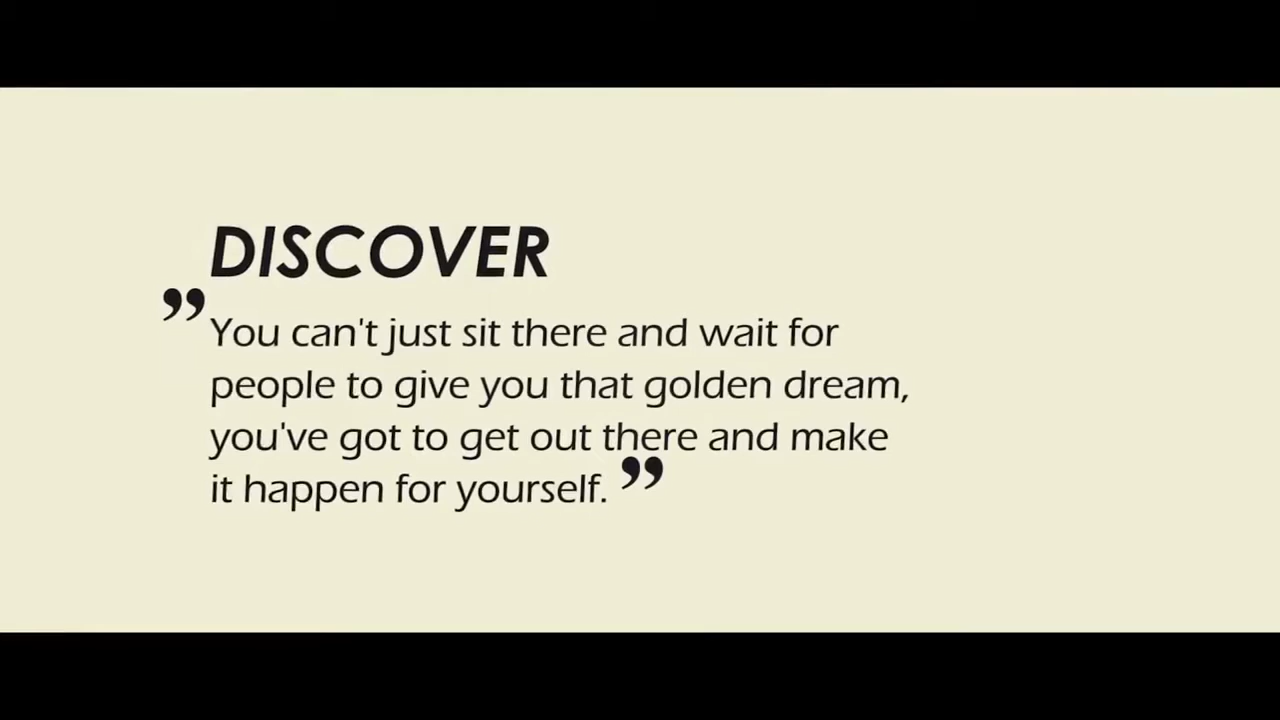 DISCOVER
”You can't just sit there and wait for
people to give you that golden dream,
you've got to get out there and make
it happen for yourself.”